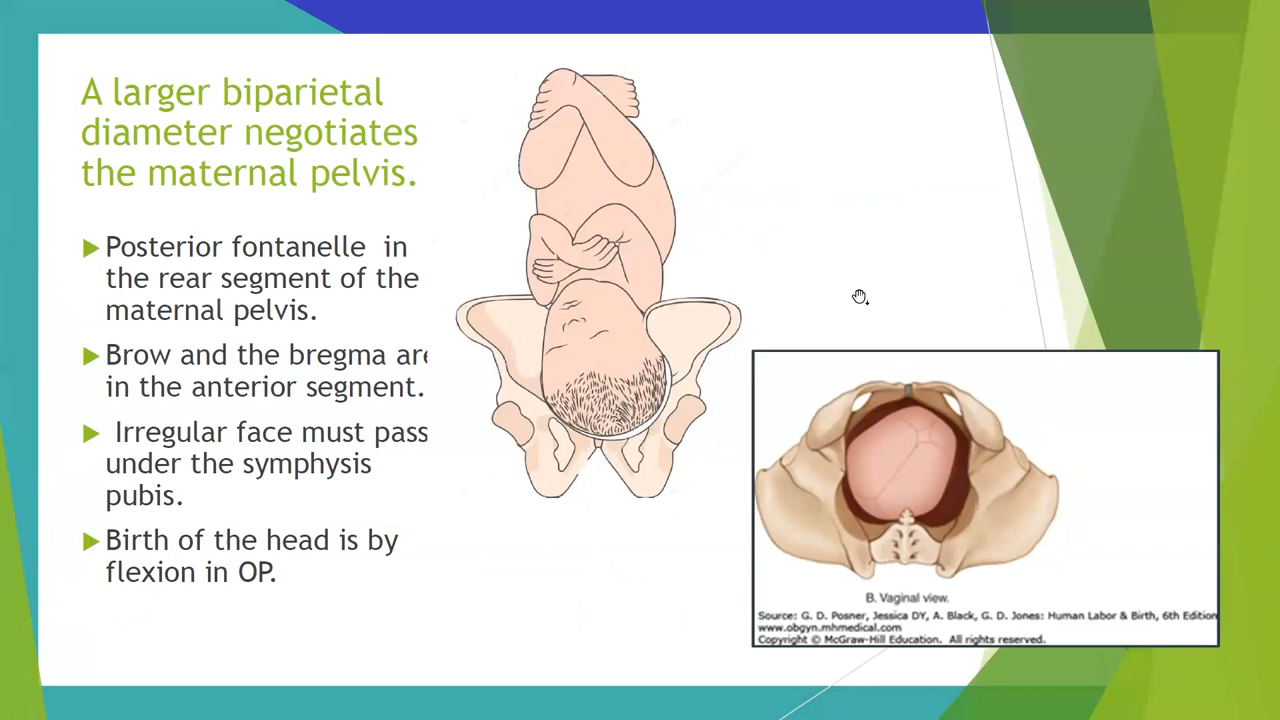 A larger biparietal
diameter negotiates
the maternal pelvis.
Posterior fontanelle in
the rear segment of the
maternal pelvis.
Brow and the bregma are
in the anterior segment.
Irregular face must pass
under the symphysis
pubis.
Birth of the head is by
flexion in OP.
B. Vaginal view.
Source: G. D. Posner, Jessica DY, A. Black, G. D. Jones: Human Labor & Birth, 6th Edition
www.obgyn.mhmedical.com
Copyright © McGraw-Hill Education. All rights reserved.